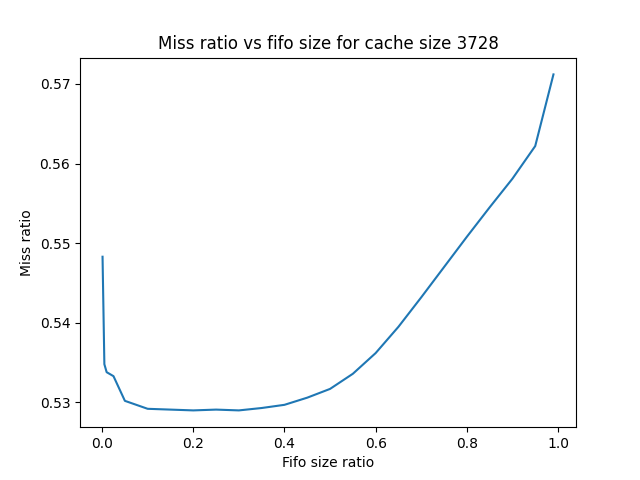 Miss ratio vs fifo size for cache size 3728
0.57
0.56
0.55
0.54
0.53
Miss ratio
0.0 0.2 0.4 0.6 0.8 1.0
Fifo size ratio